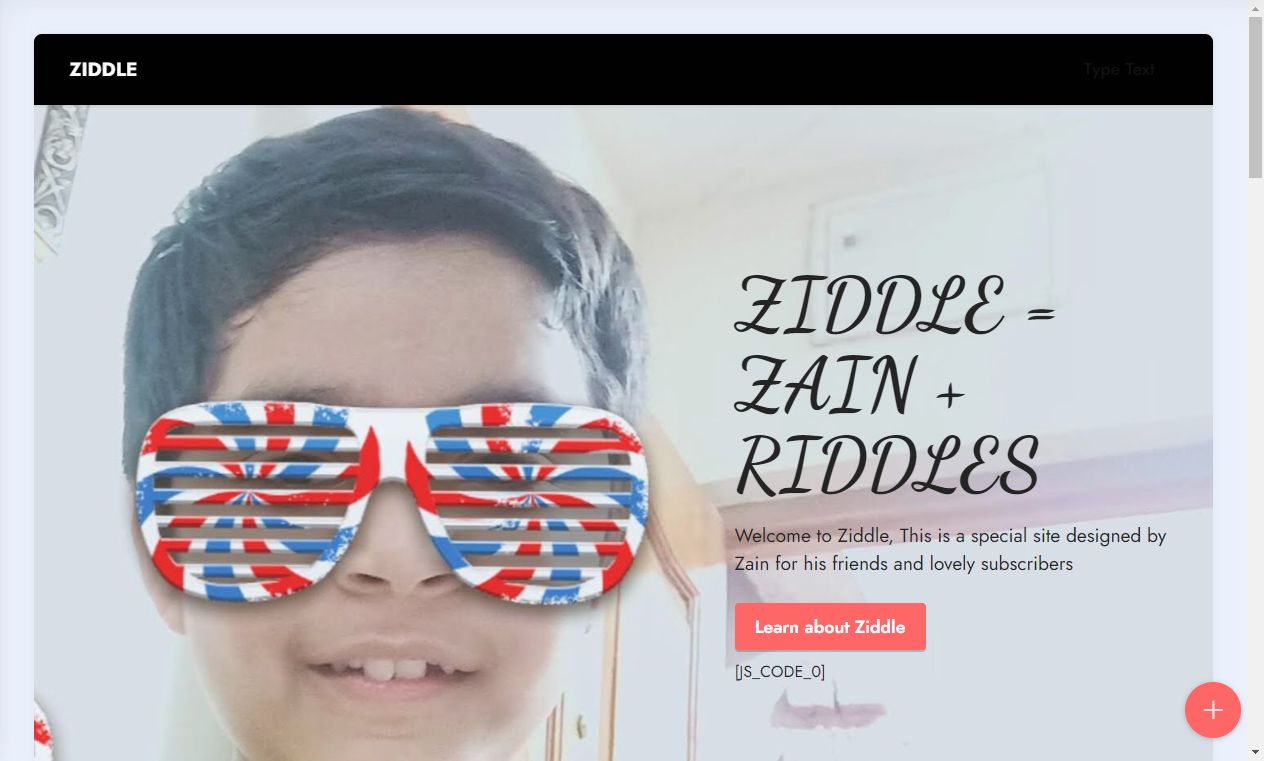 ZIDDLE
Type Text
ZIDDLE =
ZAIN +
RIDDLES
Welcome to Ziddle, This is a special site designed by
Zain for his friends and lovely subscribers
Learn about Ziddle
[JS_CODE_0]